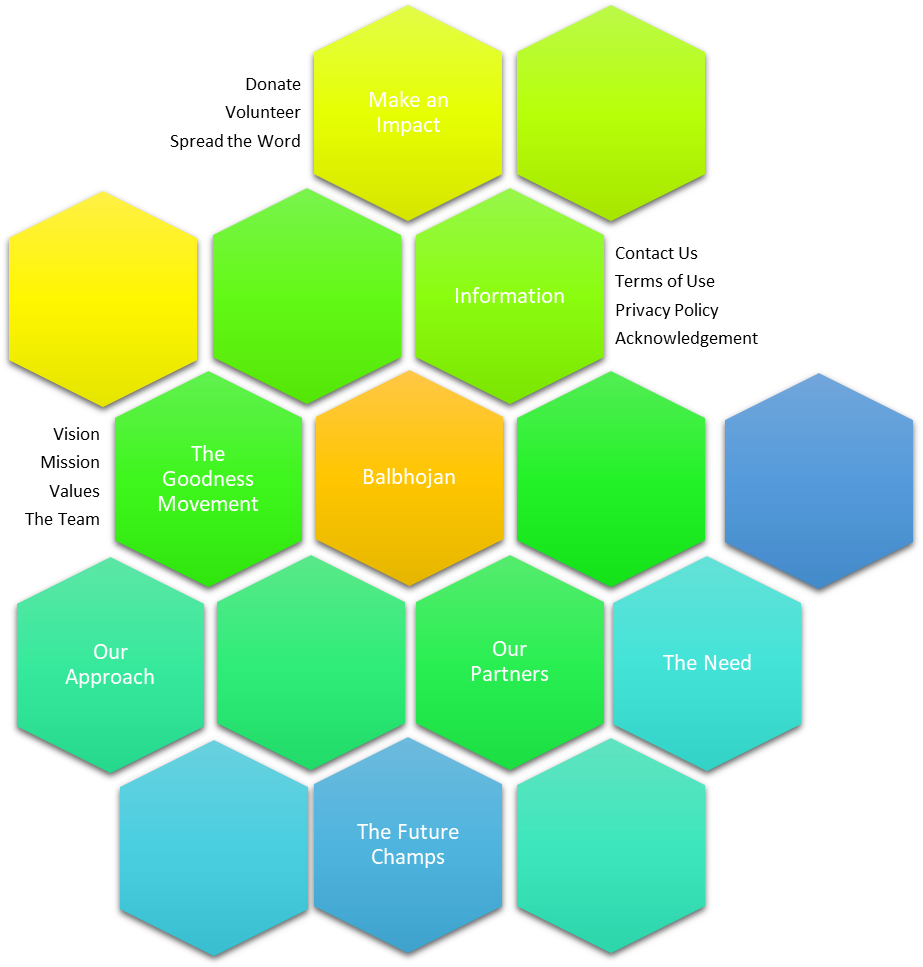 Donate
Volunteer
Spread the Word
Make an
Impact
Information
Contact Us
Terms of Use
Privacy Policy
Acknowledgement
Vision
Mission
Values
The Team
The
Goodness
Movement
Balbhojan
Our
Approach
Our
Partners
The Need
The Future
Champs